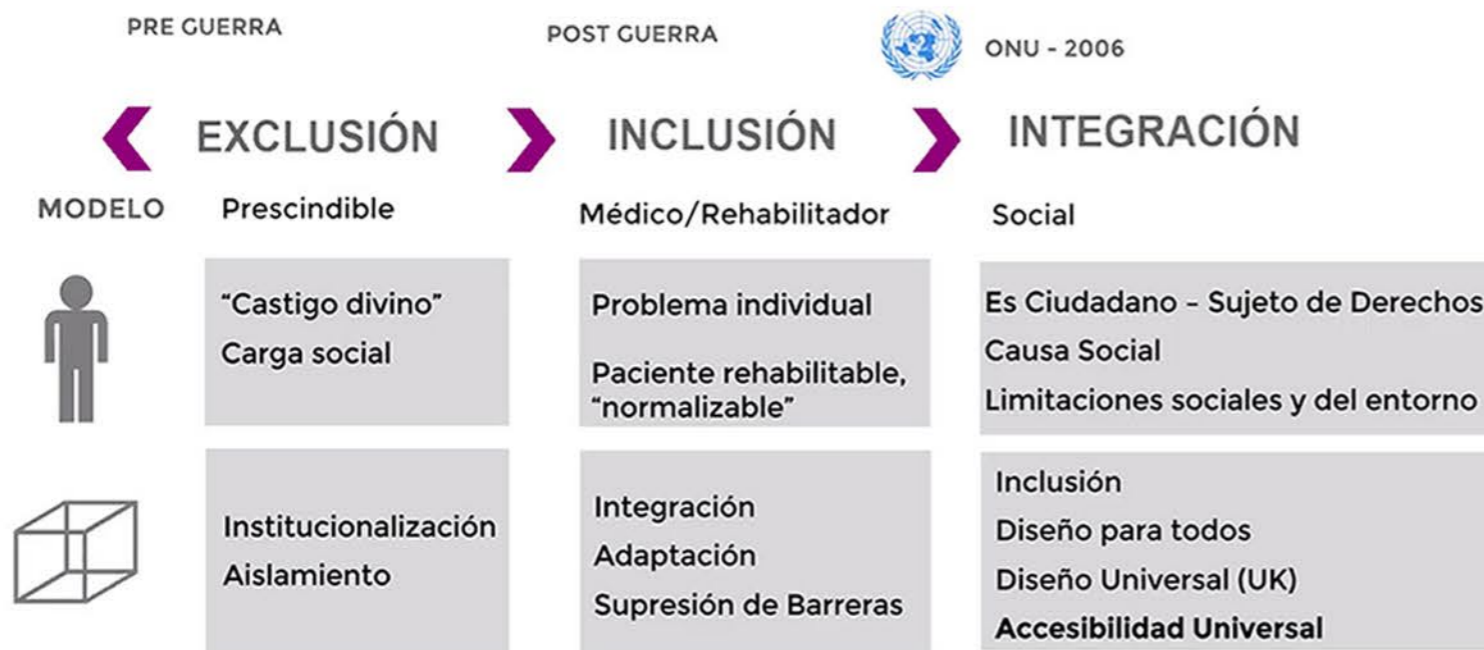 PRE GUERRA
POST GUERRA
ONU - 2006
EXCLUSIÓN
INCLUSIÓN
INTEGRACIÓN
MODELO
Prescindible
Médico/Rehabilitador
Social
“Castigo divino”
Carga social
Problema individual
Paciente rehabilitable,
“normalizable”
Es Ciudadano – Sujeto de Derechos
Causa Social
Limitaciones sociales y del entorno
Institucionalización
Aislamiento
Integración
Adaptación
Supresión de Barreras
Inclusión
Diseño para todos
Diseño Universal (UK)
Accesibilidad Universal